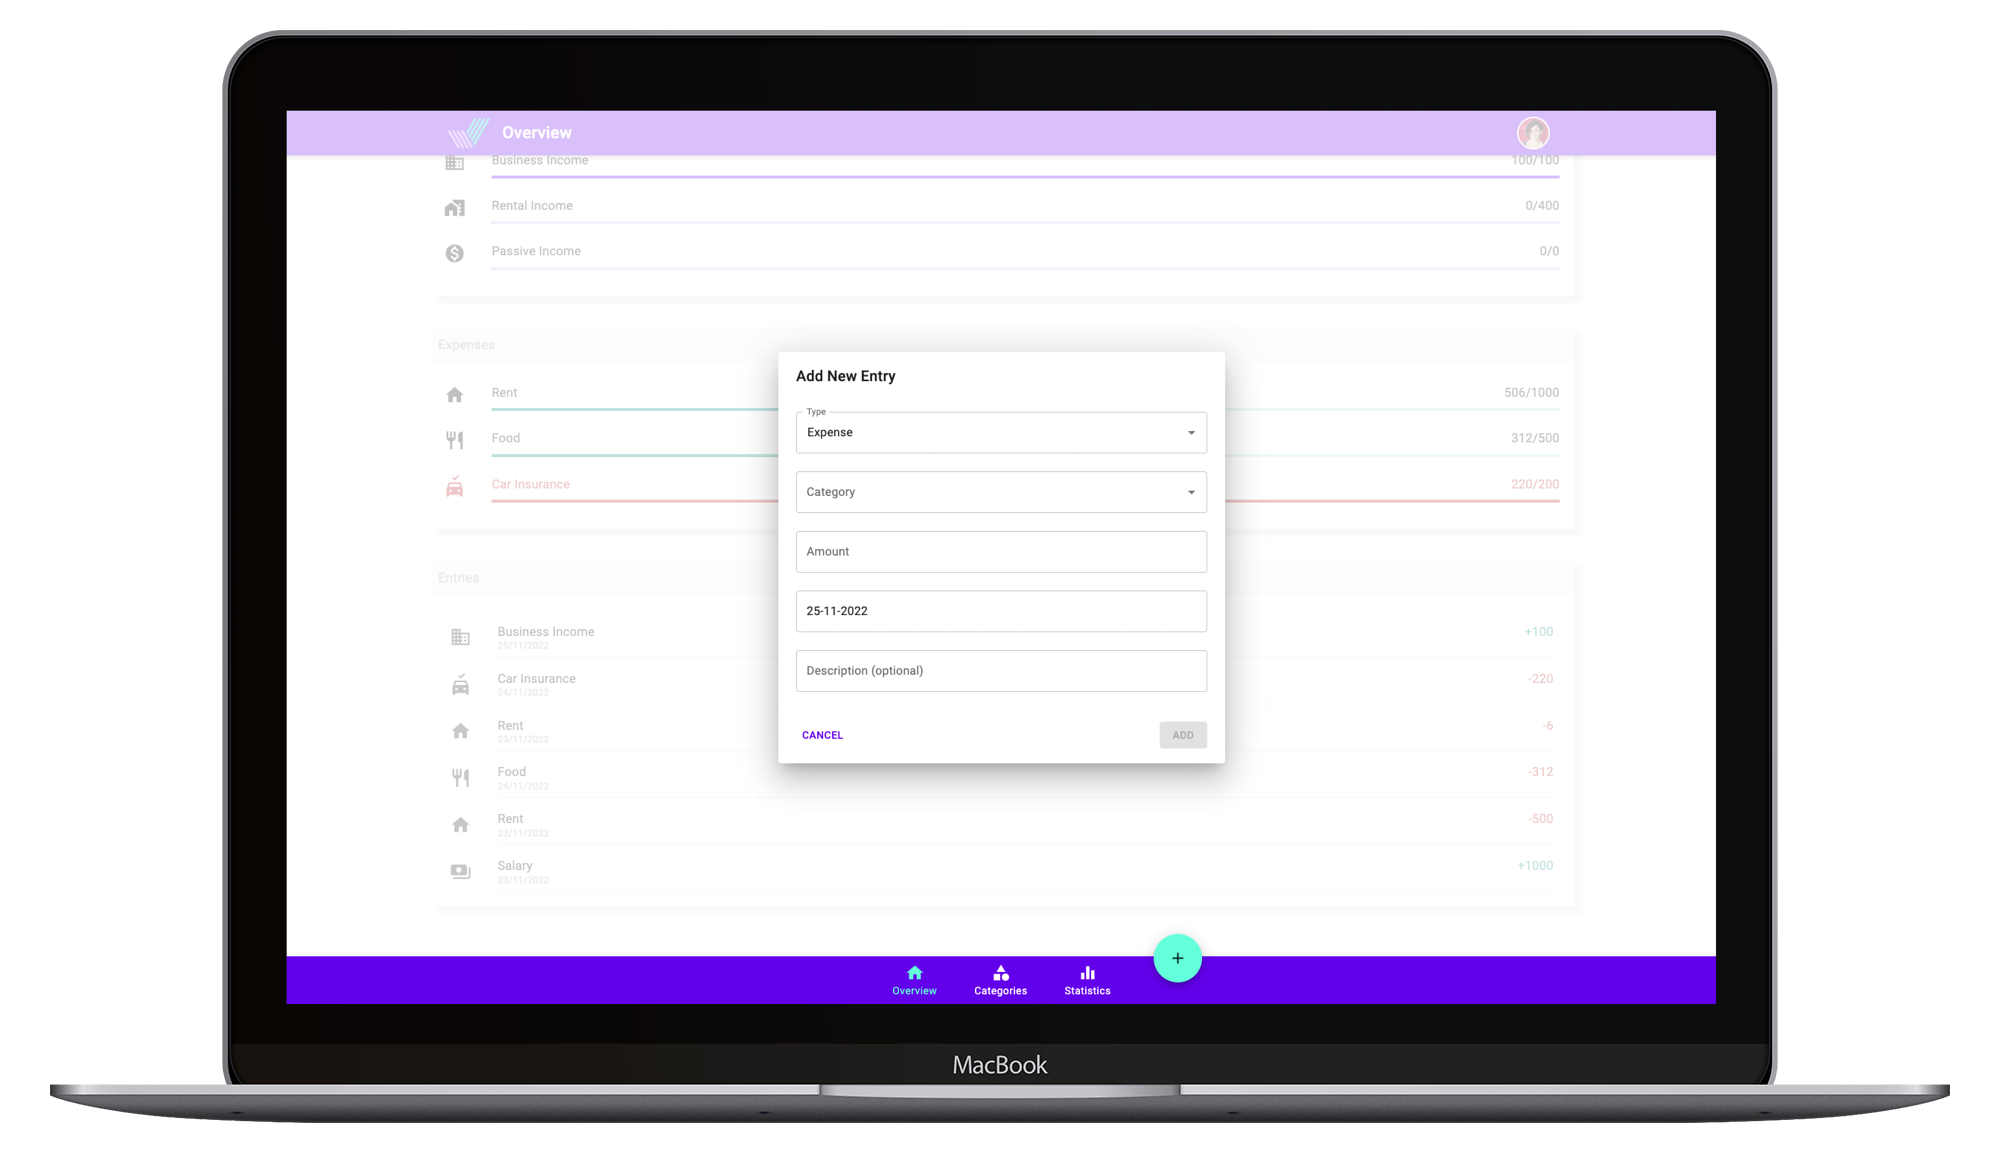 Overview
Business Income 100/100
Rental Income 0/400
Passive Income 0/0
Expenses
Rent 506/1000
Food 312/500
Car Insurance 220/200
Add New Entry
Type
Expense
Category
Amount
25-11-2022
Description (optional)
CANCEL ADD
Entries
Business Income +100
25/11/2022
Car Insurance -220
24/11/2022
Rent -6
23/11/2022
Food -312
24/11/2022
Rent -500
23/11/2022
Salary +1000
23/11/2022
+
Overview Categories Statistics
MacBook